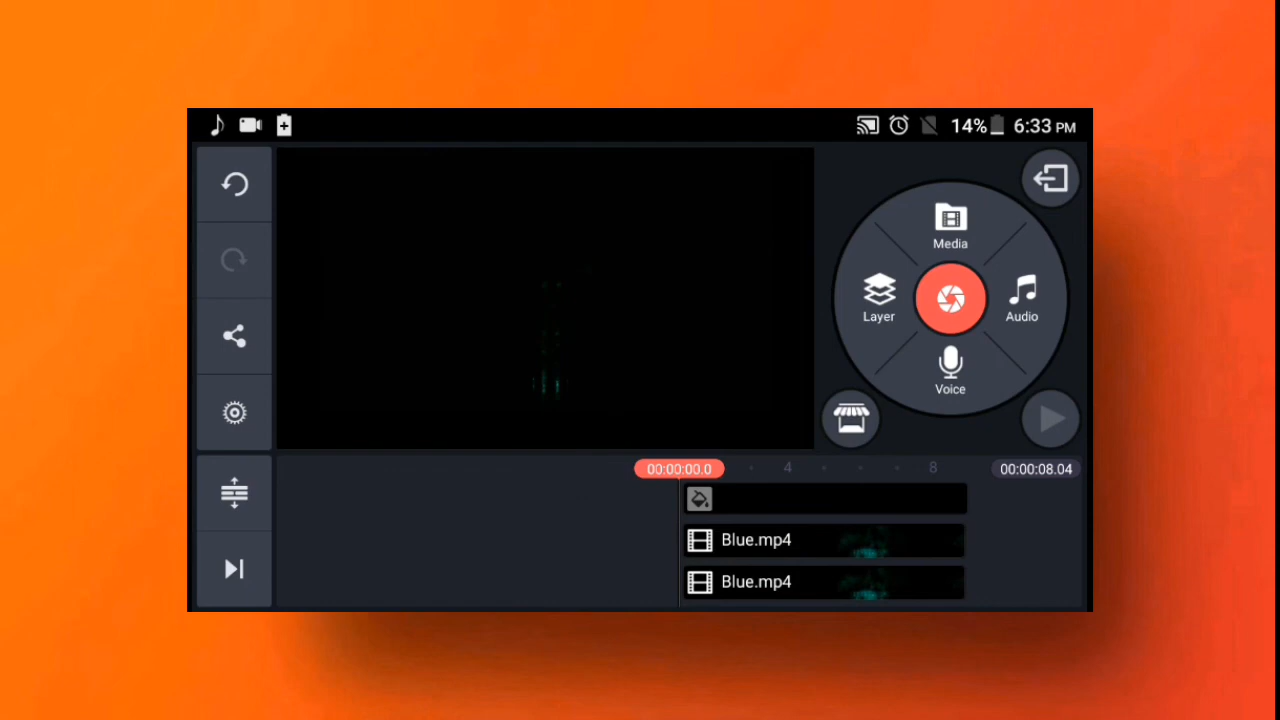 14% 6:33 PM
Media
Layer
Audio
Voice
00:00:00.0 4 8 00:00:08.04
Blue.mp4
Blue.mp4